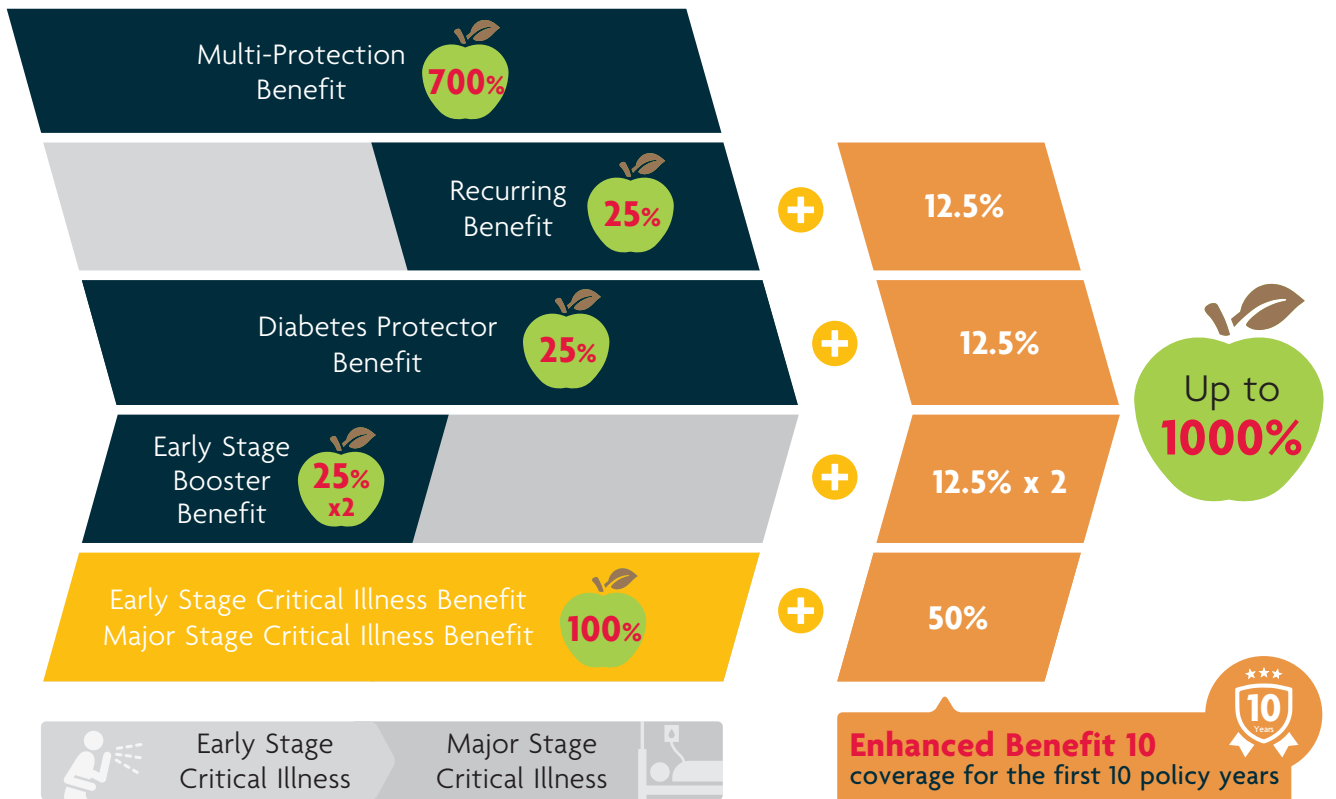 Multi-Protection
Benefit
700%
Recurring
Benefit
25%
12.5%
Diabetes Protector
Benefit
25%
12.5%
Early Stage
Booster
Benefit
25%
x2
12.5% x 2
Up to
1000%
Early Stage Critical Illness Benefit
Major Stage Critical Illness Benefit
100%
50%
Early Stage
Critical Illness
Major Stage
Critical Illness
Enhanced Benefit 10
coverage for the first 10 policy years
10
Years